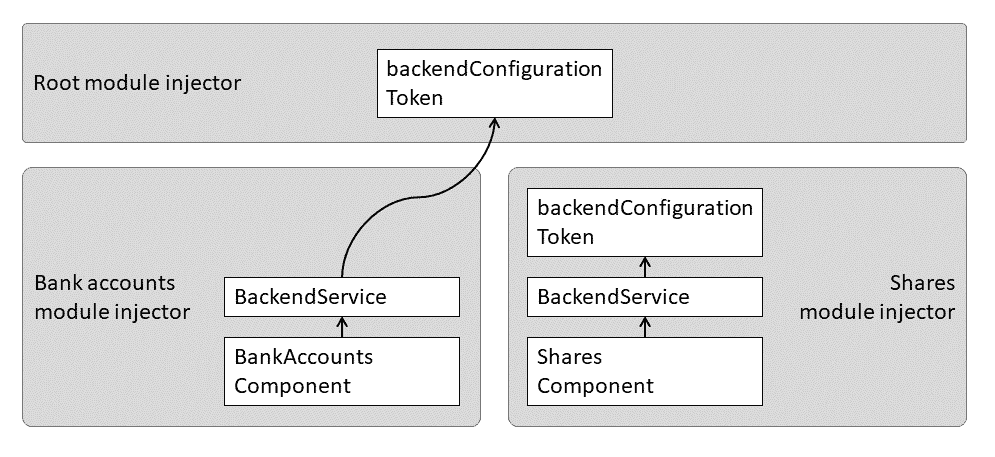 Root module injector
backendConfiguration
Token
Bank accounts
module injector
BackendService
BankAccounts
Component
backendConfiguration
Token
BackendService
Shares
Component
Shares
module injector